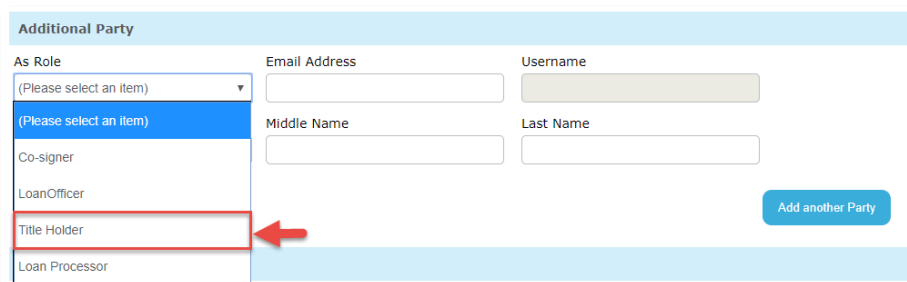 Additional Party
As Role Email Address Username
(Please select an item)
(Please select an item) Middle Name Last Name
Co-signer
LoanOfficer
Title Holder
Add another Party
Loan Processor